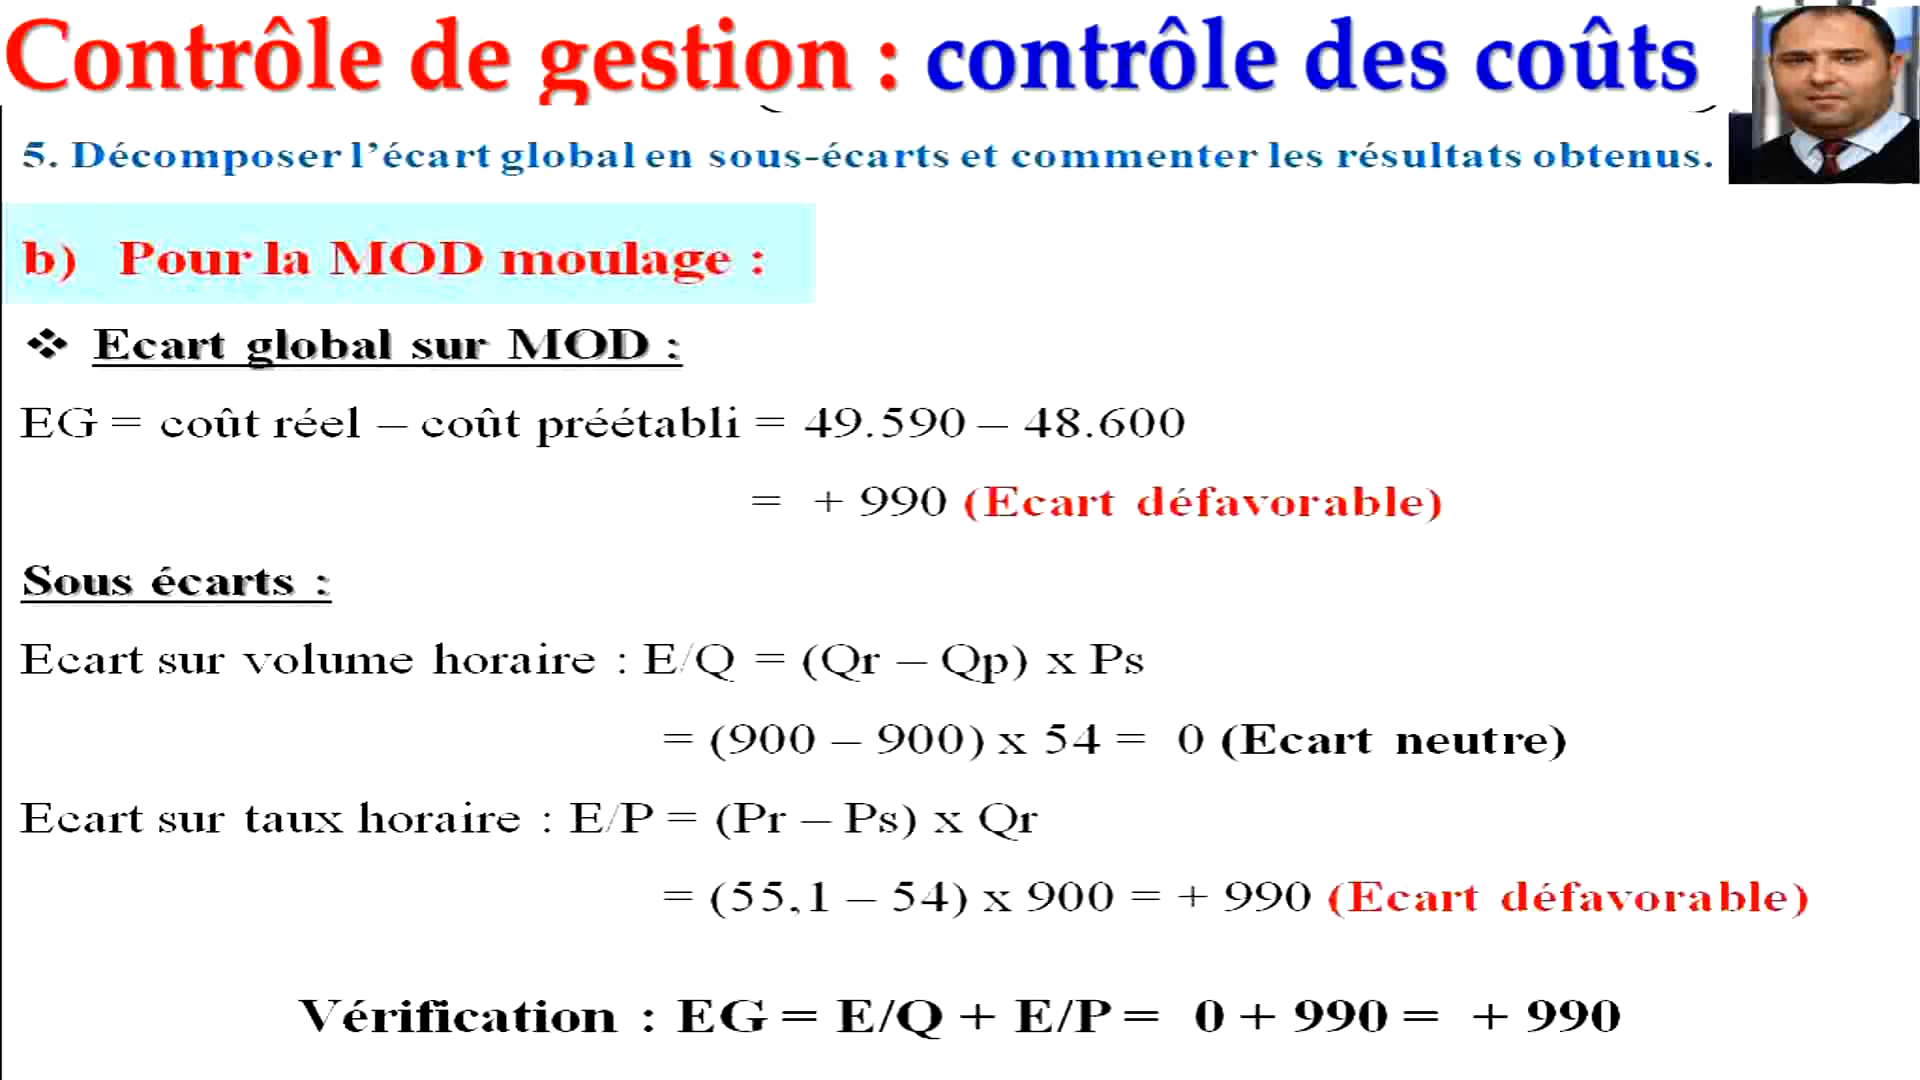 Contrôle de gestion : contrôle des coûts
5. Décomposer l'écart global en sous-écarts et commenter les résultats obtenus.
b) Pour la MOD moulage :
❖ Ecart global sur MOD :
EG = coût réel – coût préétabli = 49.590 – 48.600
= + 990 (Ecart défavorable)
Sous écarts :
Ecart sur volume horaire : E/Q = (Qr – Qp) x Ps
= (900 – 900) x 54 = 0 (Ecart neutre)
Ecart sur taux horaire : E/P = (Pr – Ps) x Qr
= (55,1 – 54) x 900 = + 990 (Ecart défavorable)
Vérification : EG = E/Q + E/P = 0 + 990 = + 990